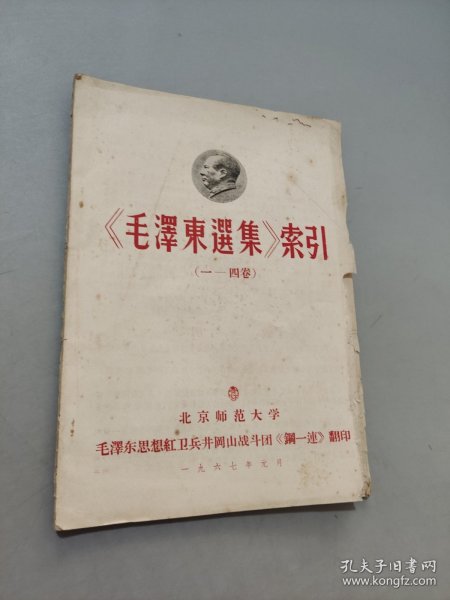 《毛澤東選集》索引
(一—四卷)
北京师范大学
毛澤东思想紅卫兵井岡山战斗团《鋼一連》翻印
一九六七年元月
孔夫子旧书网
www.kongfz.com